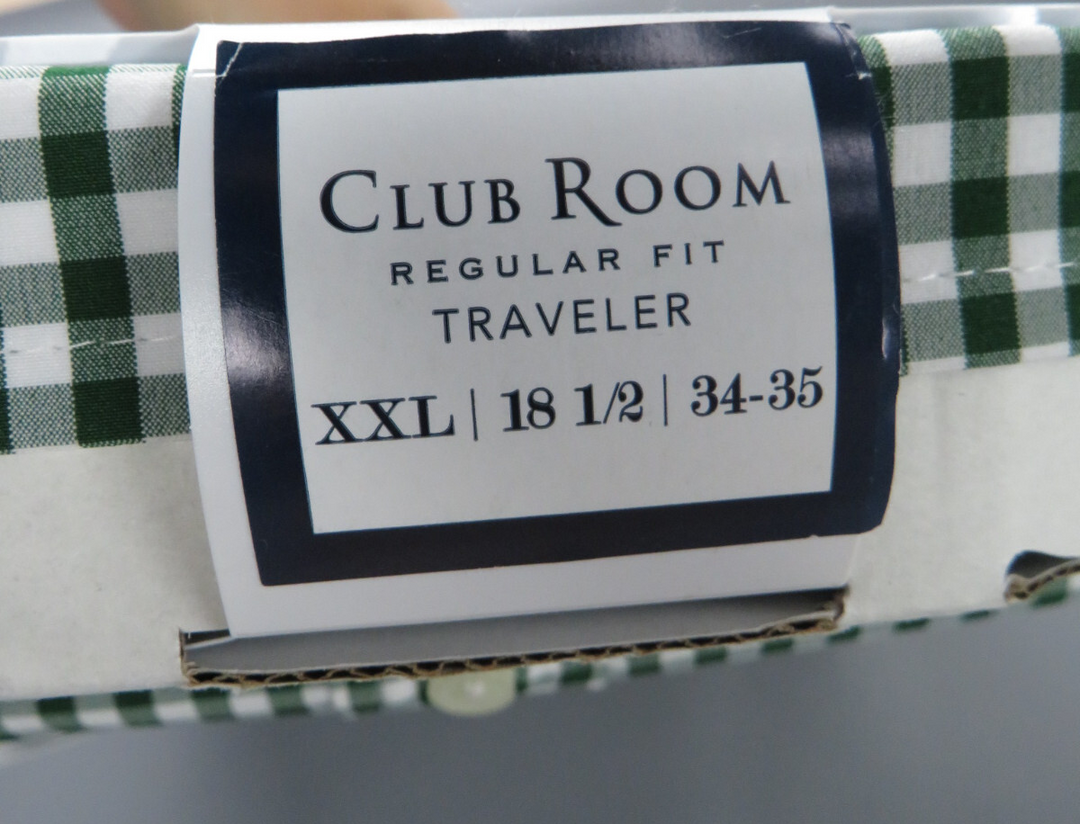 CLUB ROOM
REGULAR FIT
TRAVELER
XXL | 18 1/2 | 34-35